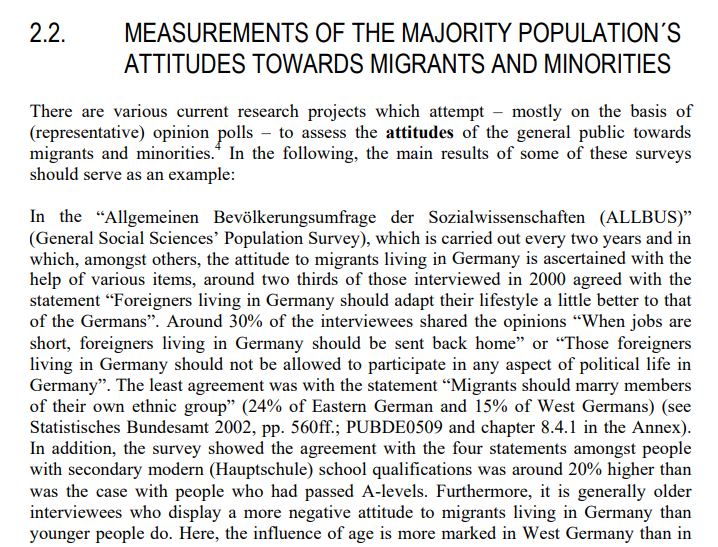 2.2. MEASUREMENTS OF THE MAJORITY POPULATION´S
ATTITUDES TOWARDS MIGRANTS AND MINORITIES
There are various current research projects which attempt – mostly on the basis of
(representative) opinion polls – to assess the attitudes of the general public towards
migrants and minorities.4 In the following, the main results of some of these surveys
should serve as an example:
In the “Allgemeinen Bevölkerungsumfrage der Sozialwissenschaften (ALLBUS)”
(General Social Sciences’ Population Survey), which is carried out every two years and in
which, amongst others, the attitude to migrants living in Germany is ascertained with the
help of various items, around two thirds of those interviewed in 2000 agreed with the
statement “Foreigners living in Germany should adapt their lifestyle a little better to that
of the Germans”. Around 30% of the interviewees shared the opinions “When jobs are
short, foreigners living in Germany should be sent back home” or “Those foreigners
living in Germany should not be allowed to participate in any aspect of political life in
Germany”. The least agreement was with the statement “Migrants should marry members
of their own ethnic group” (24% of Eastern German and 15% of West Germans) (see
Statistisches Bundesamt 2002, pp. 560ff.; PUBDE0509 and chapter 8.4.1 in the Annex).
In addition, the survey showed the agreement with the four statements amongst people
with secondary modern (Hauptschule) school qualifications was around 20% higher than
was the case with people who had passed A-levels. Furthermore, it is generally older
interviewees who display a more negative attitude to migrants living in Germany than
younger people do. Here, the influence of age is more marked in West Germany than in